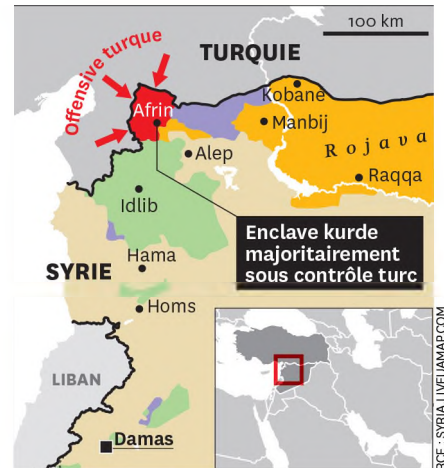 100 km
TURQUIE
Offensive turque
Kobane
Afrin
Manbij
Rojava
Alep
Raqqa
Idlib
Enclave kurde
majoritairement
sous contrôle turc
SYRIE
Hama
Homs
LIBAN
Damas
SYRIA.LIVEUAMAP.COM